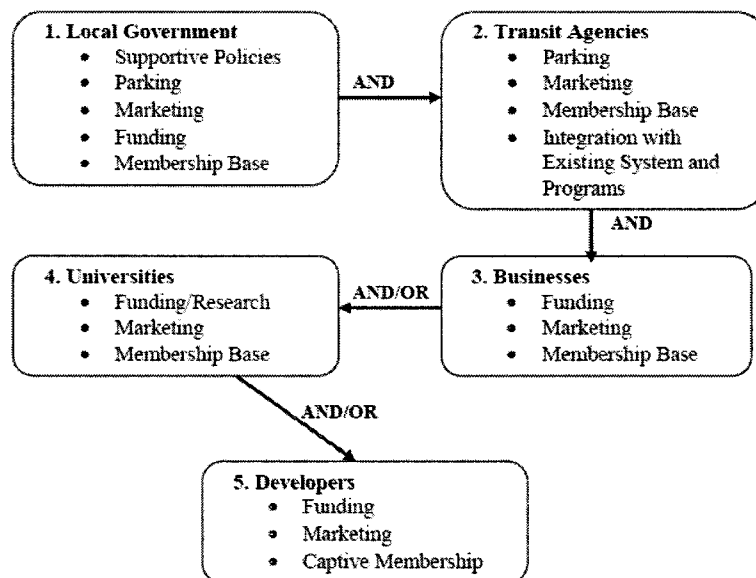 1. Local Government
• Supportive Policies
• Parking
• Marketing
• Funding
• Membership Base
AND
2. Transit Agencies
• Parking
• Marketing
• Membership Base
• Integration with
Existing System and
Programs
AND
3. Businesses
• Funding
• Marketing
• Membership Base
AND/OR
4. Universities
• Funding/Research
• Marketing
• Membership Base
AND/OR
5. Developers
• Funding
• Marketing
• Captive Membership